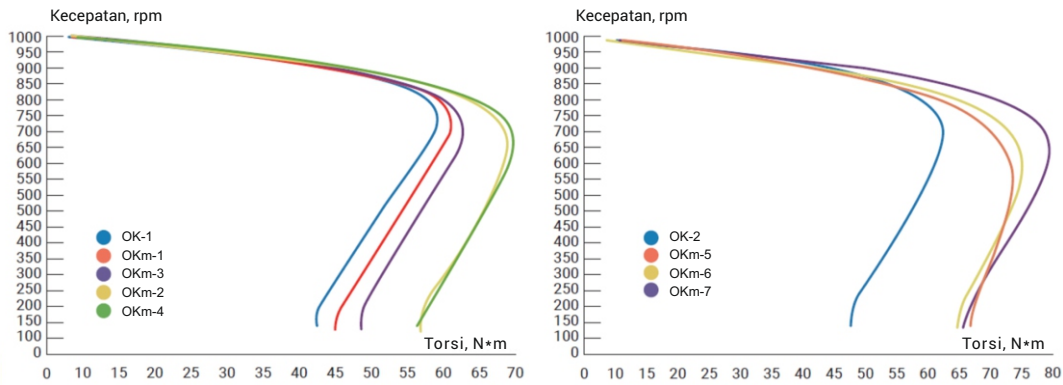 Kecepatan, rpm
1000
950
900
850
800
750
700
650
600
550
500
450
400
350
300
250
200
150
100
0
OK-1
OKm-1
OKm-3
OKm-2
OKm-4
Torsi, N*m
0 10 15 20 25 30 35 40 45 50 55 60 65 70
Kecepatan, rpm
1000
950
900
850
800
750
700
650
600
550
500
450
400
350
300
250
200
150
100
0
OK-2
OKm-5
OKm-6
OKm-7
Torsi, N*m
0 10 15 20 25 30 35 40 45 50 55 60 65 70 75 80